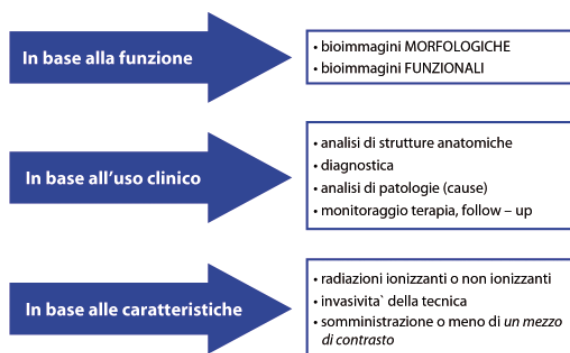 In base alla funzione
• bioimmagini MORFOLOGICHE
• bioimmagini FUNZIONALI
In base all'uso clinico
• analisi di strutture anatomiche
• diagnostica
• analisi di patologie (cause)
• monitoraggio terapia, follow – up
In base alle caratteristiche
• radiazioni ionizzanti o non ionizzanti
• invasivita` della tecnica
• somministrazione o meno di un mezzo
di contrasto